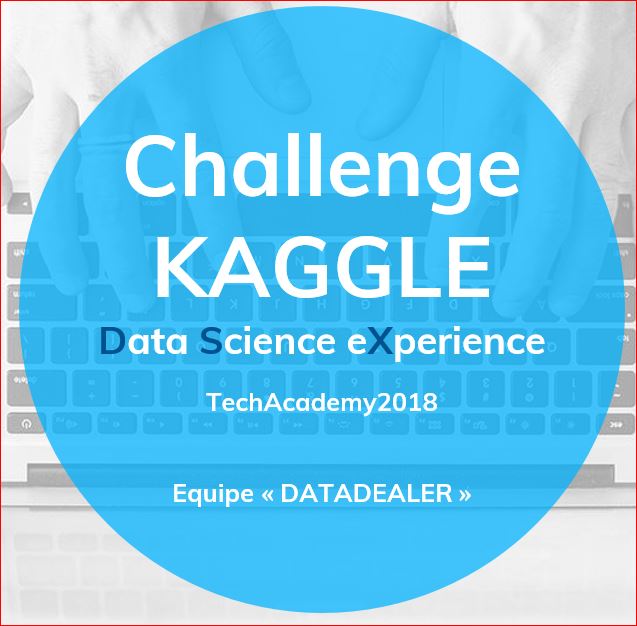 Challenge
KAGGLE
Data Science eXperience
TechAcademy2018
Equipe « DATADEALER »